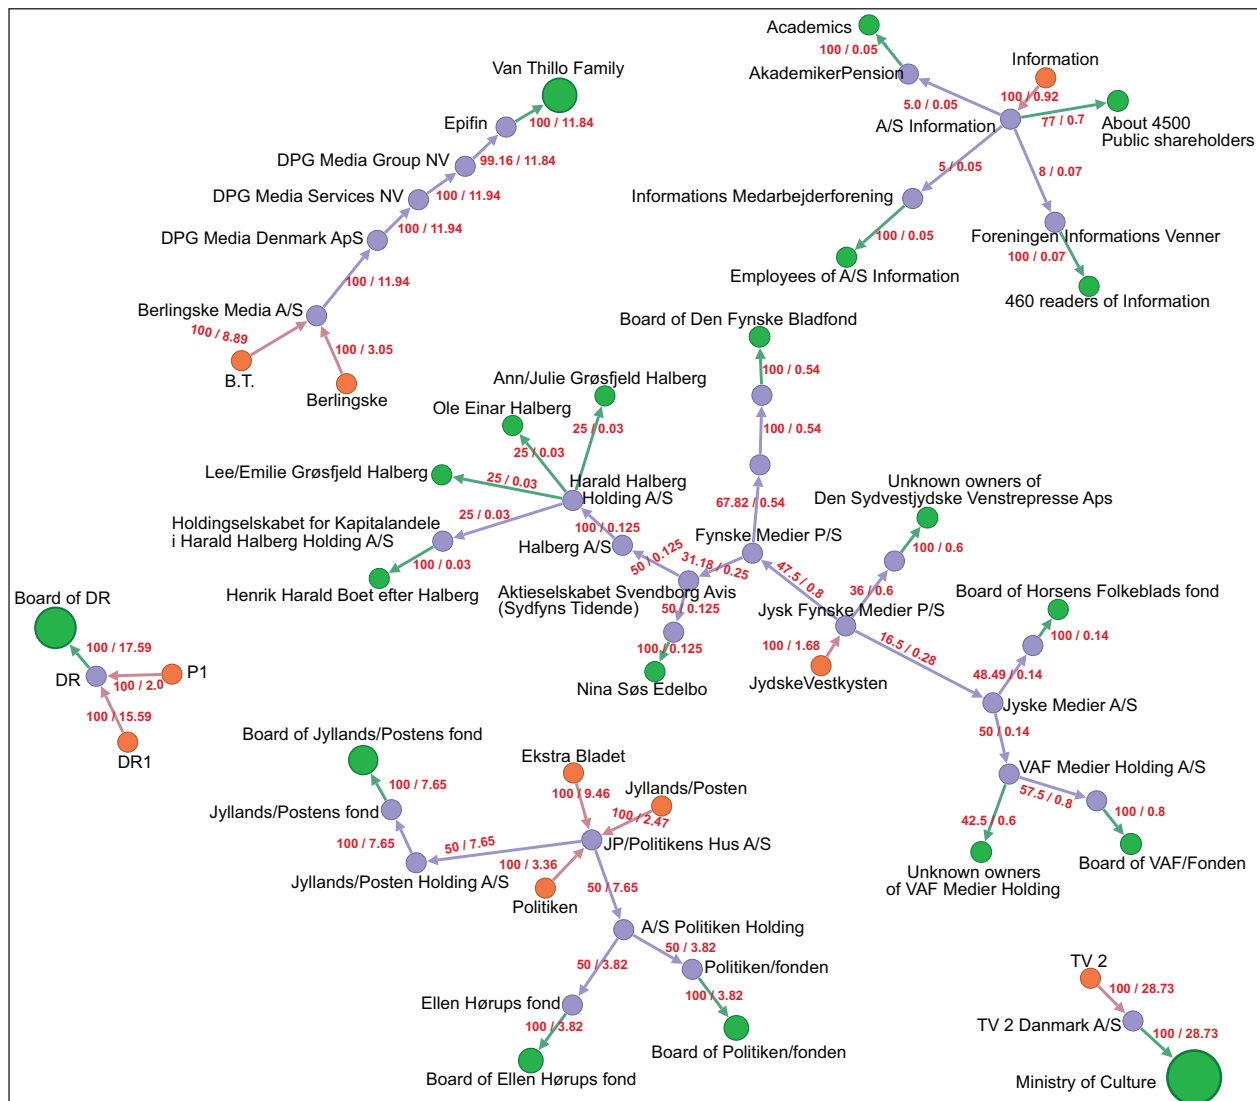 Van Thillo Family
100 / 11.84
Epifin
DPG Media Group NV
99.16 / 11.84
DPG Media Services NV
100 / 11.94
DPG Media Denmark ApS
100 / 11.94
100 / 11.94
Berlingske Media A/S
100 / 8.89
100 / 3.05
B.T.
Berlingske
Academics
100 / 0.05
AkademikerPension
5.0 / 0.05
Information
100 / 0.92
A/S Information
77 / 0.7
About 4500
Public shareholders
5 / 0.05
8 / 0.07
Informations Medarbejderforening
100 / 0.05
Employees of A/S Information
Foreningen Informations Venner
100 / 0.07
460 readers of Information
Board of Den Fynske Bladfond
100 / 0.54
100 / 0.54
67.82 / 0.54
Ann/Julie Grøsfjeld Halberg
Ole Einar Halberg
25 / 0.03
25 / 0.03
Lee/Emilie Grøsfjeld Halberg
25 / 0.03
Harald Halberg
Holding A/S
25 / 0.03
Holdingselskabet for Kapitalandele
i Harald Halberg Holding A/S
100 / 0.03
Henrik Harald Boet efter Halberg
100 / 0.125
Halberg A/S
50 / 0.125
Fynske Medier P/S
31.18 / 0.25
Aktieselskabet Svendborg Avis
(Sydfyns Tidende)
50 / 0.125
100 / 0.125
Nina Søs Edelbo
47.5 / 0.8
Unknown owners of
Den Sydvestjydske Venstrepresse Aps
100 / 0.6
36 / 0.6
Jysk Fynske Medier P/S
100 / 1.68
JydskeVestkysten
16.5 / 0.28
Board of Horsens Folkeblads fond
100 / 0.14
48.49 / 0.14
Jyske Medier A/S
50 / 0.14
VAF Medier Holding A/S
57.5 / 0.8
100 / 0.8
42.5 / 0.6
Board of VAF/Fonden
Unknown owners
of VAF Medier Holding
Board of DR
100 / 17.59
DR
P1
100 / 2.0
100 / 15.59
DR1
Board of Jyllands/Postens fond
100 / 7.65
Jyllands/Postens fond
100 / 7.65
Jyllands/Posten Holding A/S
50 / 7.65
Ekstra Bladet
100 / 9.46
Jyllands/Posten
100 / 2.47
JP/Politikens Hus A/S
100 / 3.36
Politiken
50 / 7.65
A/S Politiken Holding
50 / 3.82
50 / 3.82
Politiken/fonden
Ellen Hørups fond
100 / 3.82
100 / 3.82
Board of Politiken/fonden
Board of Ellen Hørups fond
TV 2
100 / 28.73
TV 2 Danmark A/S
100 / 28.73
Ministry of Culture